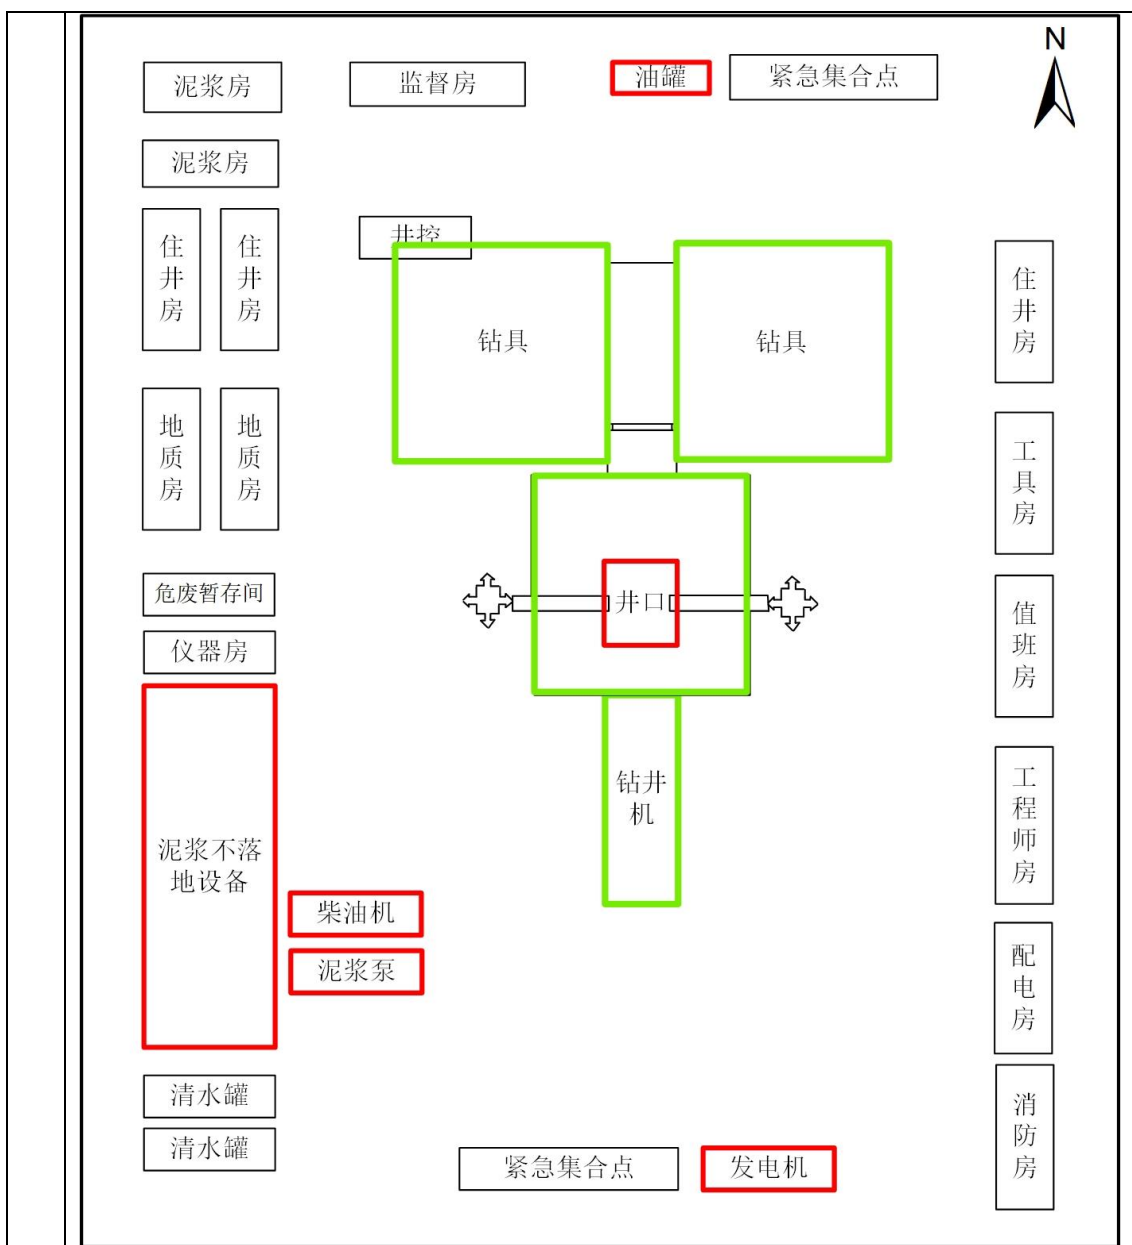 N
泥浆房
监督房
油罐
紧急集合点
泥浆房
住井房
住井房
井控
钻具
钻具
住井房
地质房
地质房
工具房
危废暂存间
仪器房
井口
值班房
泥浆不落
地设备
钻井
机
工程师房
柴油机
泥浆泵
配电房
清水罐
清水罐
紧急集合点
发电机
消防房